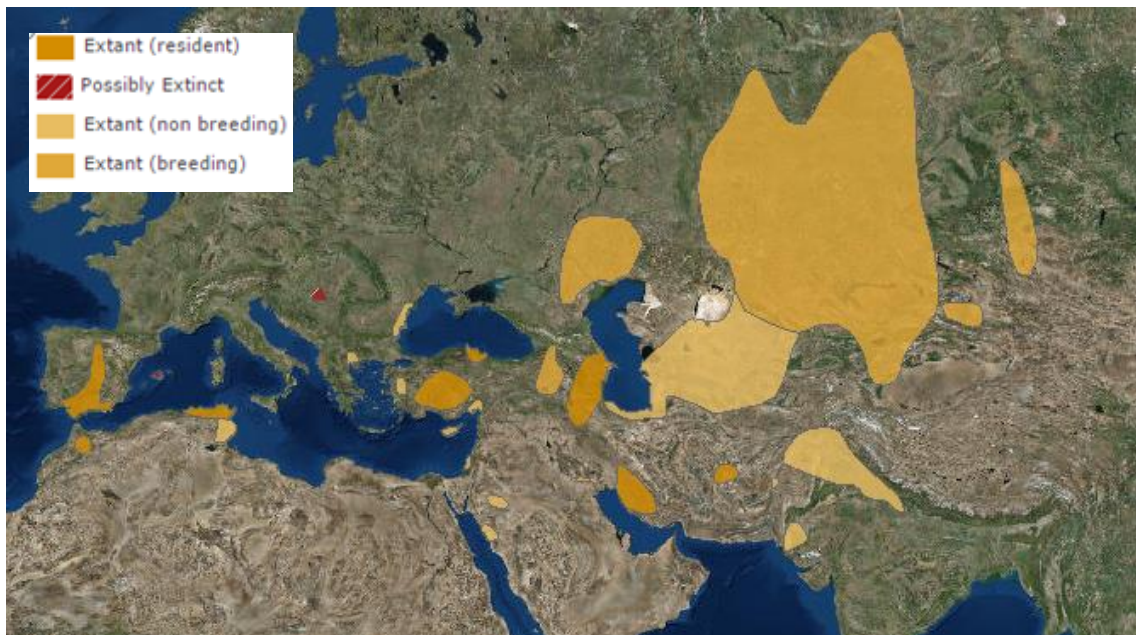 Extant (resident)
Possibly Extinct
Extant (non breeding)
Extant (breeding)